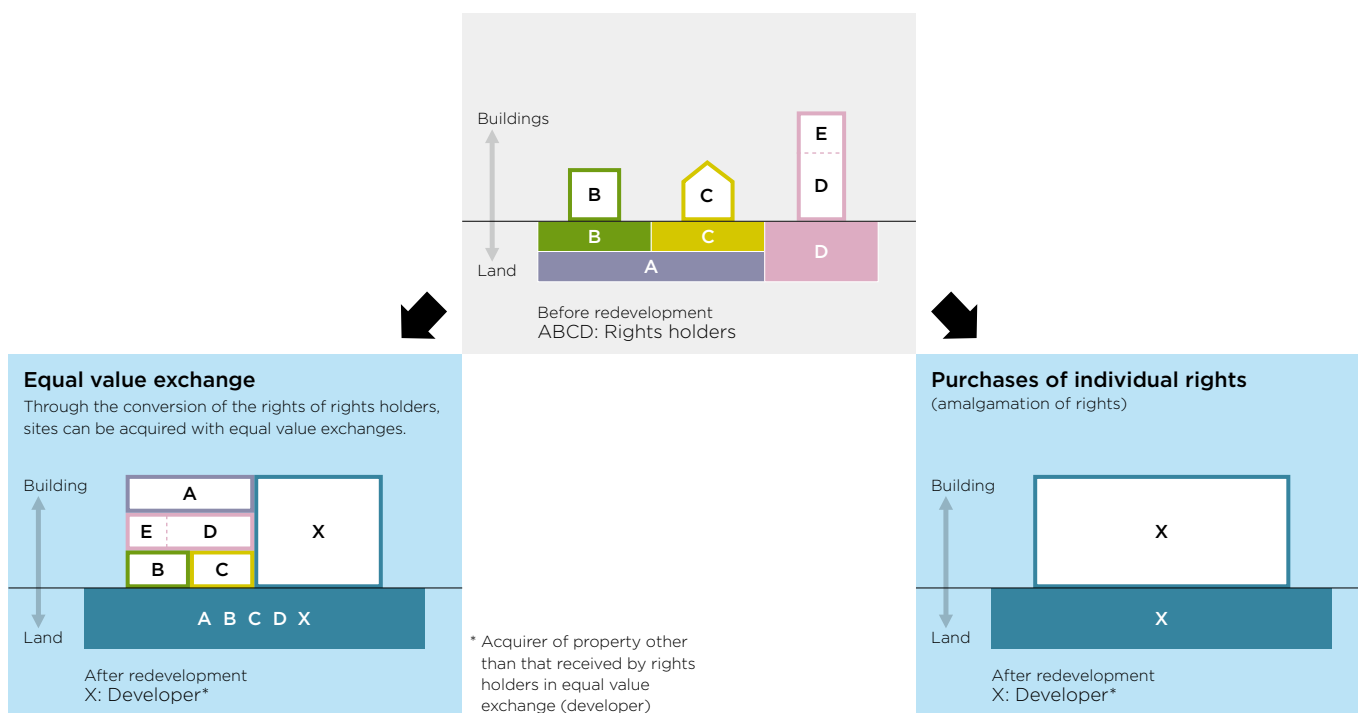 Buildings
E
B
C
D
B
C
D
A
Land
Before redevelopment
ABCD: Rights holders
Equal value exchange
Through the conversion of the rights of rights holders,
sites can be acquired with equal value exchanges.
Building
A
E
D
X
B
C
A B C D X
Land
After redevelopment
X: Developer*
* Acquirer of property other
than that received by rights
holders in equal value
exchange (developer)
Purchases of individual rights
(amalgamation of rights)
Building
X
X
Land
After redevelopment
X: Developer*